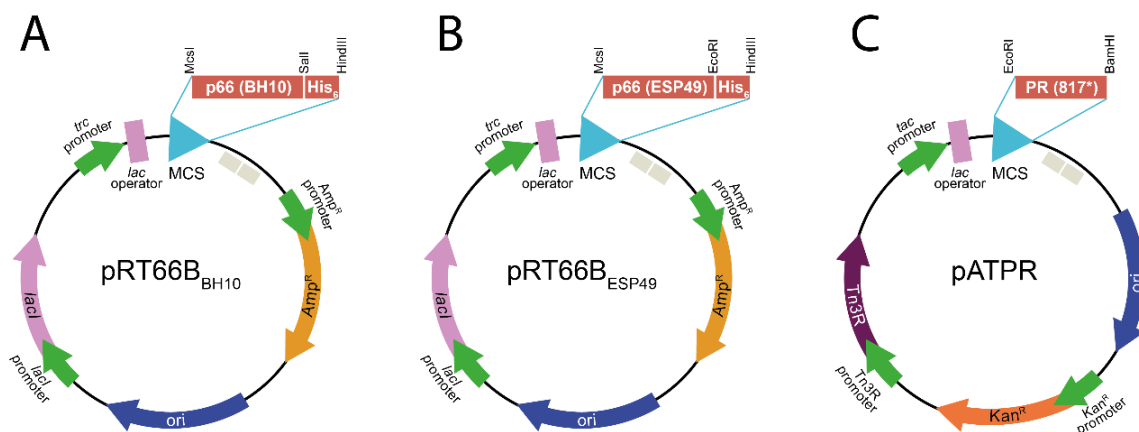 A
McsI
SalI
HindIII
p66 (BH10)
His6
trc
promoter
lac
operator
MCS
AmpR
promoter
AmpR
pRT66BBH10
lacI
lacI
promoter
ori
B
McsI
EcoRI
HindIII
p66 (ESP49)
His6
trc
promoter
lac
operator
MCS
AmpR
promoter
AmpR
pRT66BESP49
lacI
lacI
promoter
ori
C
EcoRI
BamHI
PR (817*)
tac
promoter
lac
operator
MCS
ori
pATPR
Tn3R
Tn3R
promoter
KanR
KanR
promoter